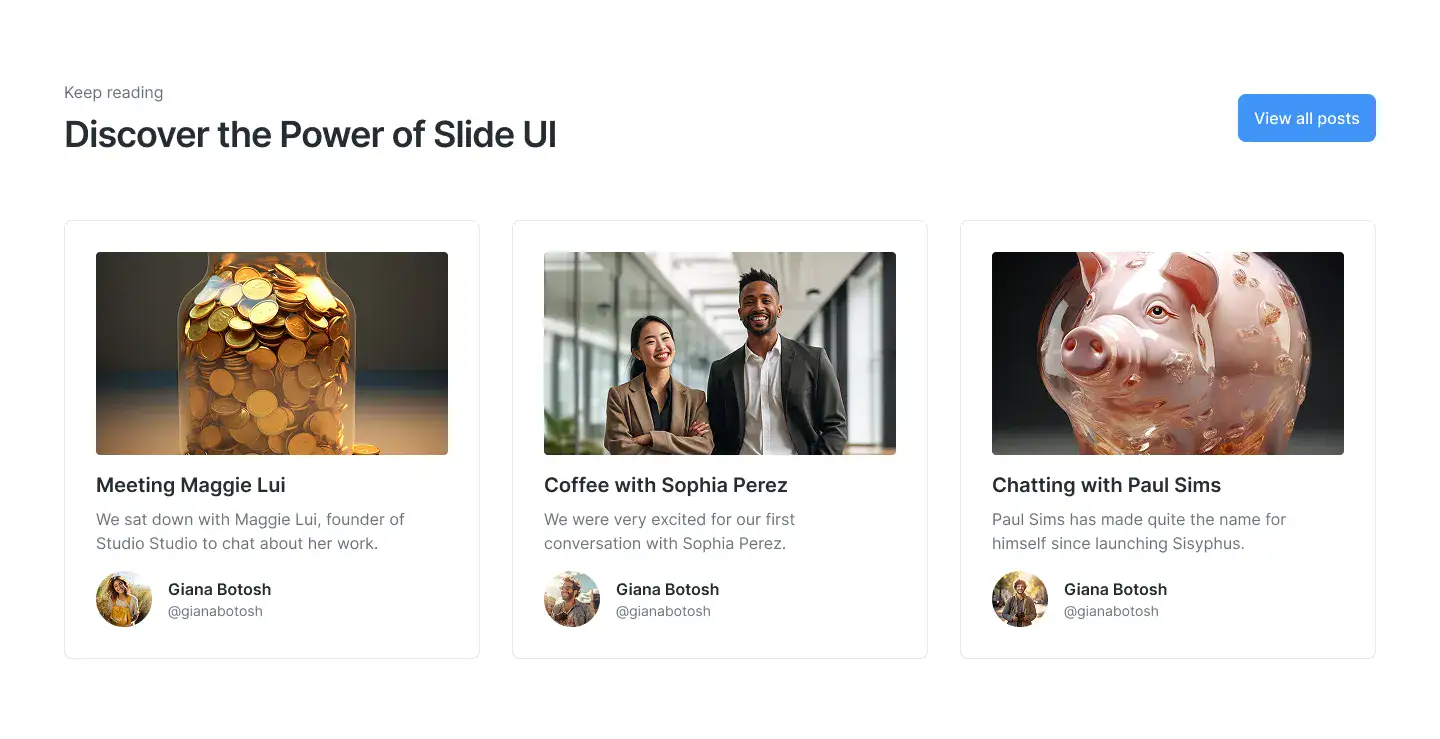 Keep reading
Discover the Power of Slide UI
View all posts
Meeting Maggie Lui
We sat down with Maggie Lui, founder of
Studio Studio to chat about her work.
Giana Botosh
@gianabotosh
Coffee with Sophia Perez
We were very excited for our first
conversation with Sophia Perez.
Giana Botosh
@gianabotosh
Chatting with Paul Sims
Paul Sims has made quite the name for
himself since launching Sisyphus.
Giana Botosh
@gianabotosh